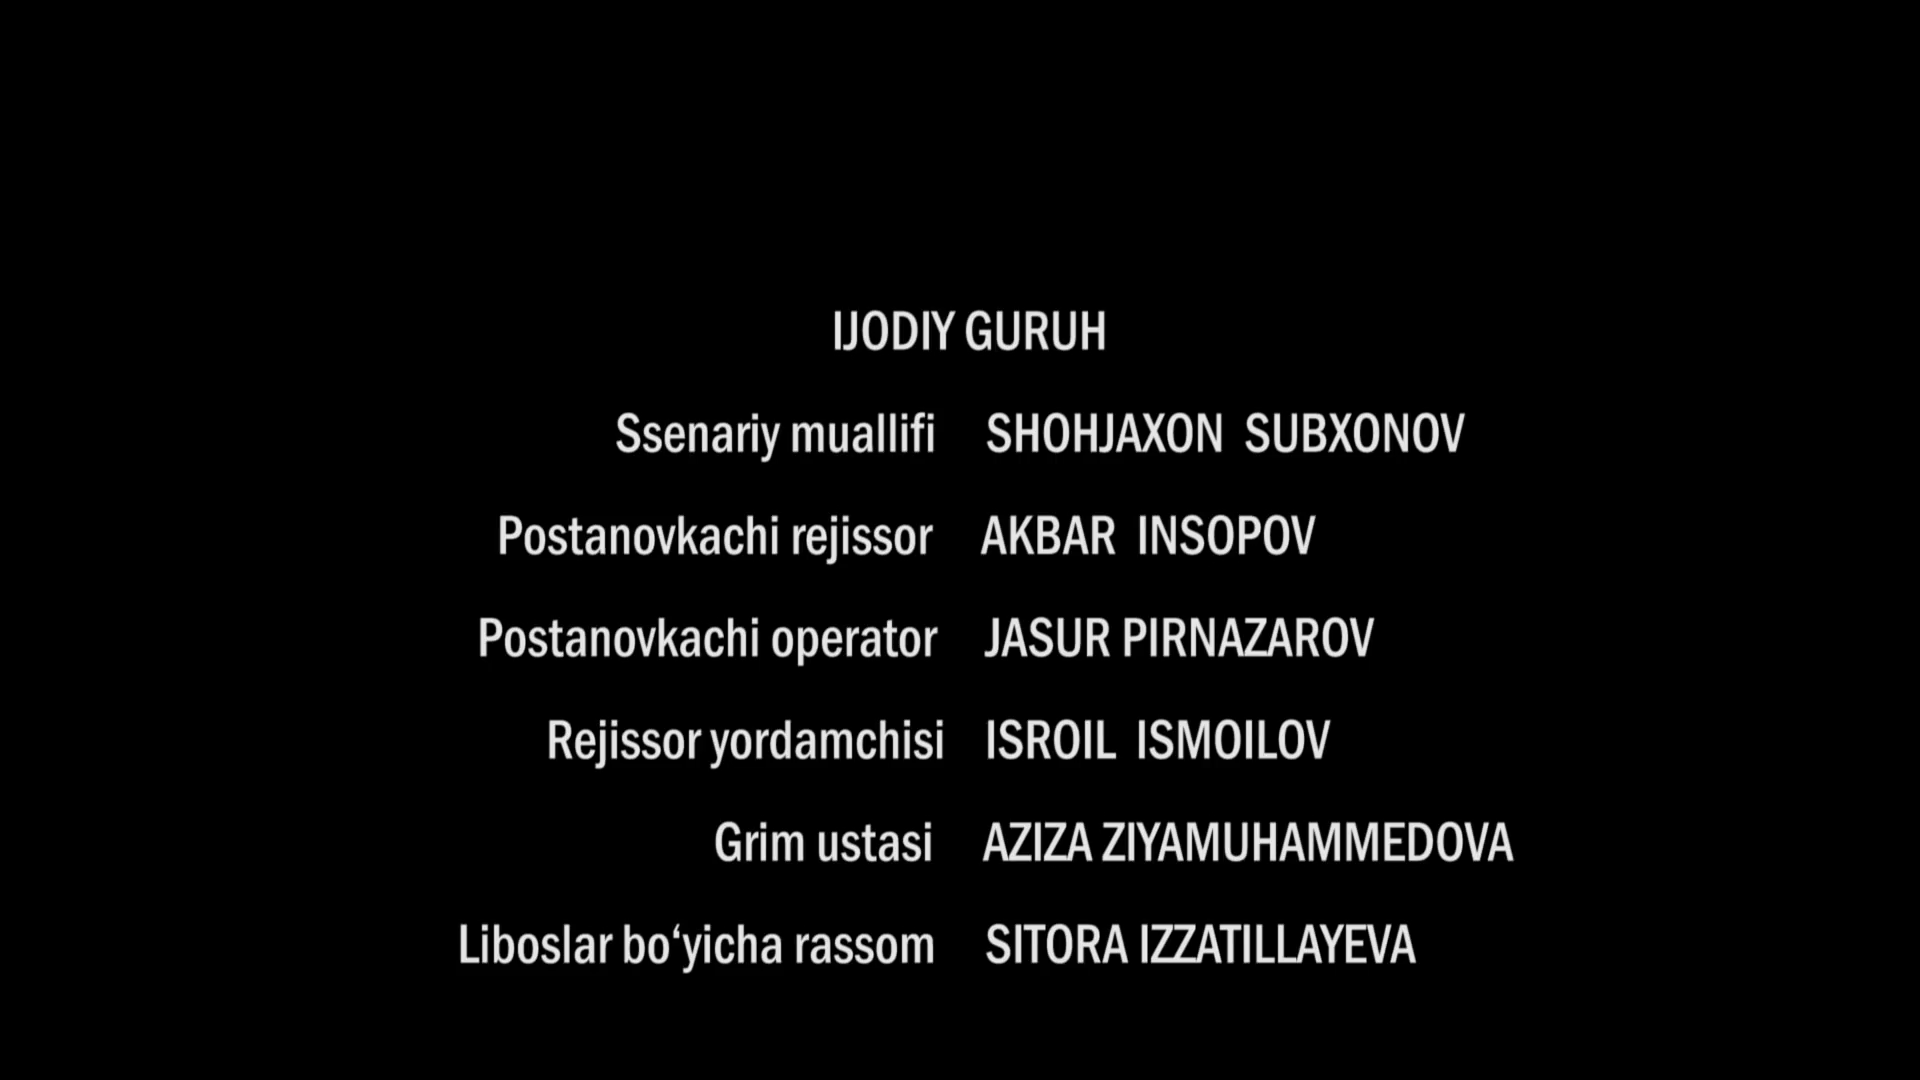 IJODIY GURUH
Ssenariy muallifi SHOHJAXON SUBXONOV
Postanovkachi rejissor AKBAR INSOPOV
Postanovkachi operator JASUR PIRNAZAROV
Rejissor yordamchisi ISROIL ISMOILOV
Grim ustasi AZIZA ZIYAMUHAMMEDOVA
Liboslar bo‘yicha rassom SITORA IZZATILLAYEVA